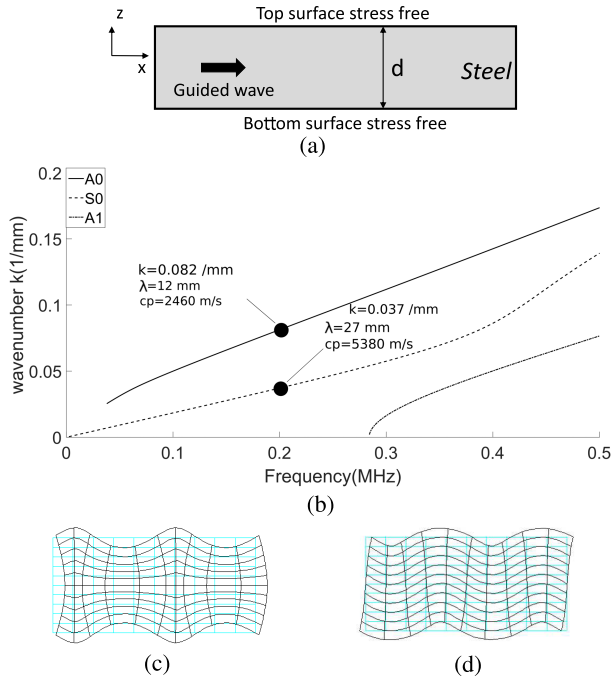 Top surface stress free
z
x
Guided wave
d
Steel
Bottom surface stress free
(a)
wavenumber k(1/mm)
0.2
0.15
0.1
0.05
0
A0
S0
A1
k=0.082 /mm
λ=12 mm
cp=2460 m/s
k=0.037 /mm
λ=27 mm
cp=5380 m/s
0
0.1
0.2
0.3
0.4
0.5
Frequency(MHz)
(b)
(c)
(d)